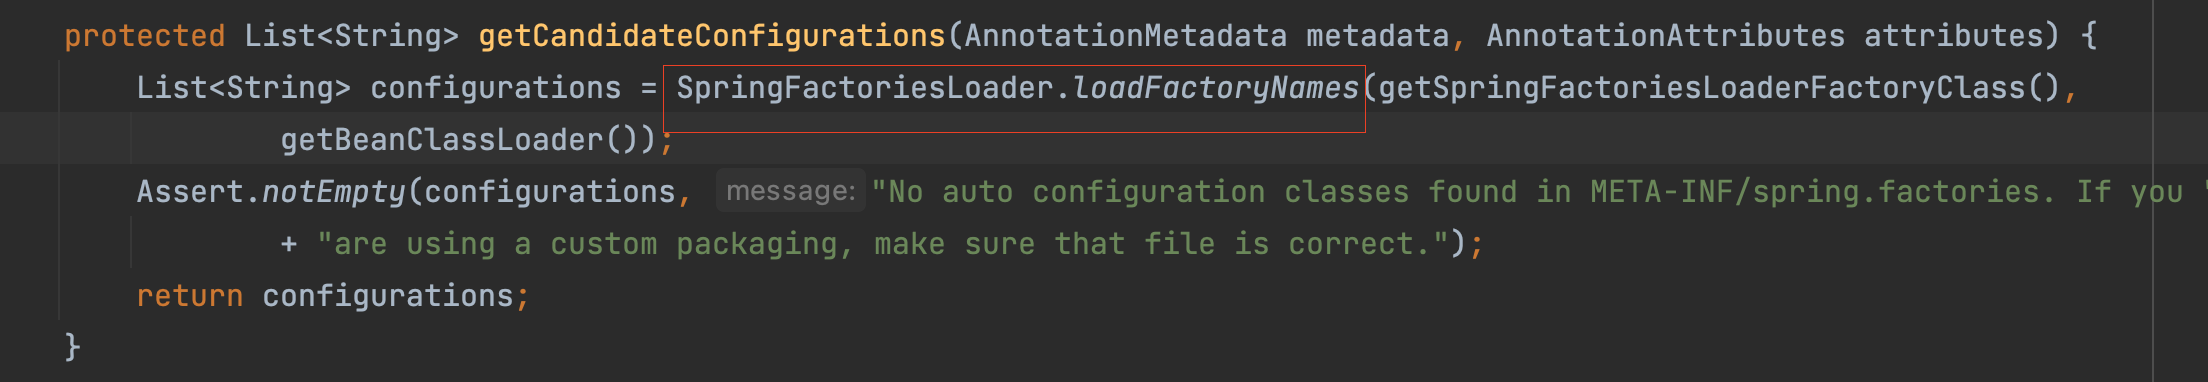 protected List<String> getCandidateConfigurations(AnnotationMetadata metadata, AnnotationAttributes attributes) {
List<String> configurations = SpringFactoriesLoader.loadFactoryNames(getSpringFactoriesLoaderFactoryClass(),
getBeanClassLoader());
Assert.notEmpty(configurations, message: "No auto configuration classes found in META-INF/spring.factories. If you "
+ "are using a custom packaging, make sure that file is correct.");
return configurations;
}